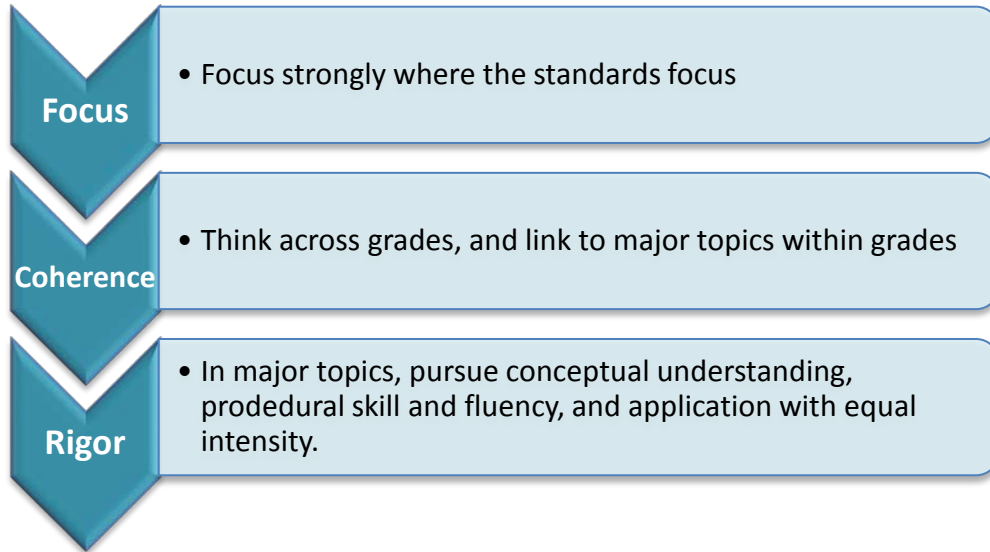 Focus
• Focus strongly where the standards focus
Coherence
• Think across grades, and link to major topics within grades
Rigor
• In major topics, pursue conceptual understanding,
prodedural skill and fluency, and application with equal
intensity.